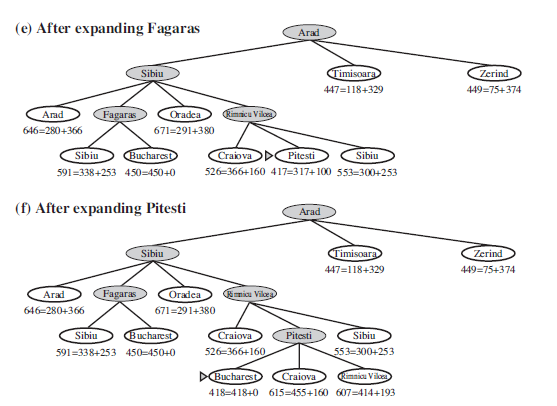 (e) After expanding Fagaras
Arad
Sibiu Timisoara Zerind
447=118+329 449=75+374
Arad Fagaras Oradea Rimnicu Vilcea
646=280+366 671=291+380
Sibiu Bucharest Craiova Pitesti Sibiu
591=338+253 450=450+0 526=366+160 417=317+100 553=300+253
(f) After expanding Pitesti
Arad
Sibiu Timisoara Zerind
447=118+329 449=75+374
Arad Fagaras Oradea Rimnicu Vilcea
646=280+366 671=291+380
Sibiu Bucharest Craiova Pitesti Sibiu
591=338+253 450=450+0 526=366+160 553=300+253
Bucharest Craiova Rimnicu Vilcea
418=418+0 615=455+160 607=414+193